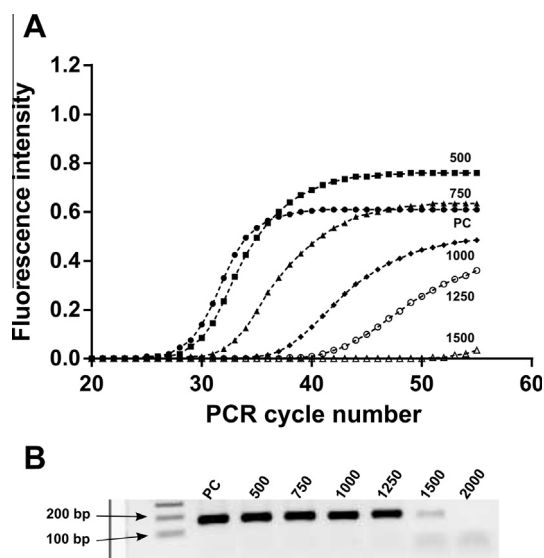 A
Fluorescence intensity
1.2
1.0
0.8
0.6
0.4
0.2
0.0
500
750
PC
1000
1250
1500
20 30 40 50 60
PCR cycle number
B
PC 500 750 1000 1250 1500 2000
200 bp
100 bp